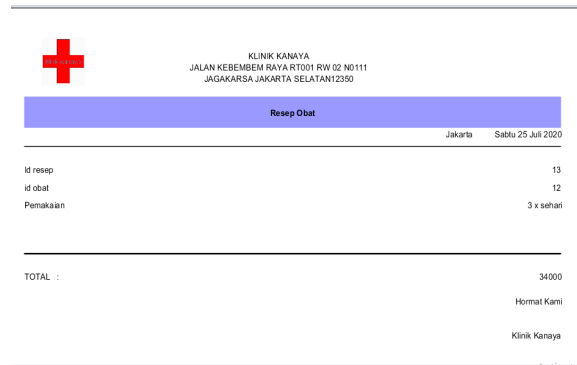 KLINIK KANAYA
JALAN KEBEMBEM RAYA RT001 RW 02 N0111
JAGAKARSA JAKARTA SELATAN12350
Resep Obat
Jakarta Sabtu 25 Juli 2020
Id resep 13
id obat 12
Pemakaian 3 x sehari
TOTAL : 34000
Hormat Kami
Klinik Kanaya